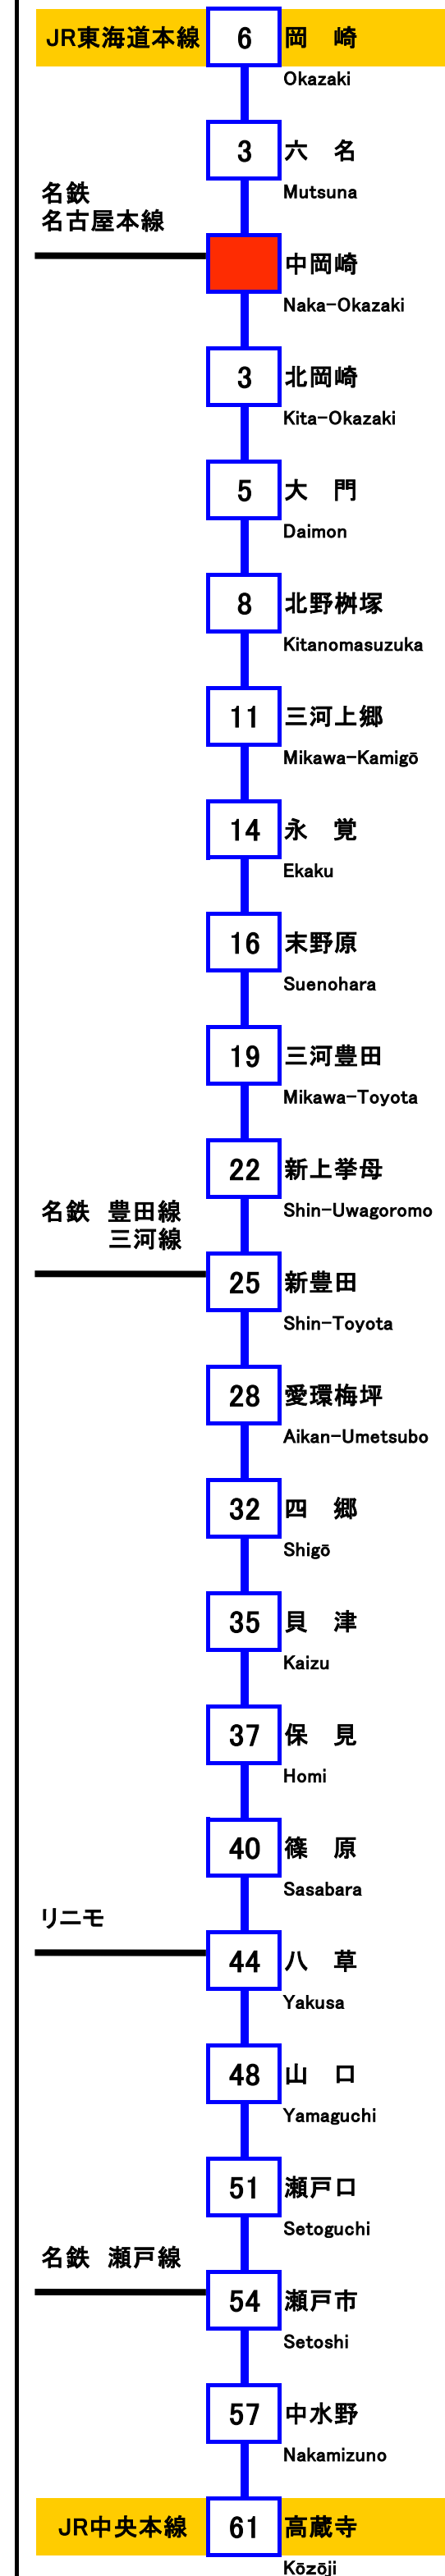 JR東海道本線 6 岡　崎
Okazaki
3 六　名
Mutsuna
名鉄
名古屋本線
中岡崎
Naka-Okazaki
3 北岡崎
Kita-Okazaki
5 大　門
Daimon
8 北野桝塚
Kitanomasuzuka
11 三河上郷
Mikawa-Kamigō
14 永　覚
Ekaku
16 末野原
Suenohara
19 三河豊田
Mikawa-Toyota
22 新上挙母
Shin-Uwagoromo
名鉄　豊田線
三河線
25 新豊田
Shin-Toyota
28 愛環梅坪
Aikan-Umetsubo
32 四　郷
Shigō
35 貝　津
Kaizu
37 保　見
Homi
40 篠　原
Sasabara
リニモ
44 八　草
Yakusa
48 山　口
Yamaguchi
51 瀬戸口
Setoguchi
名鉄　瀬戸線
54 瀬戸市
Setoshi
57 中水野
Nakamizuno
JR中央本線 61 高蔵寺
Kōzōji